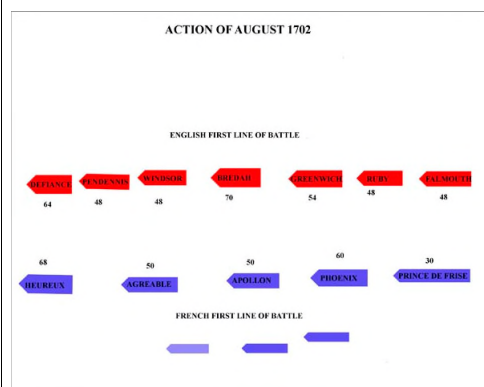 ACTION OF AUGUST 1702
ENGLISH FIRST LINE OF BATTLE
DEFIANCE PENDENNIS WINDSOR BREDAH GREENWICH RUBY FALMOUTH
64 48 48 70 54 48 48
68 50 50 60 30
HEUREUX AGREABLE APOLLON PHOENIX PRINCE DE FRISE
FRENCH FIRST LINE OF BATTLE